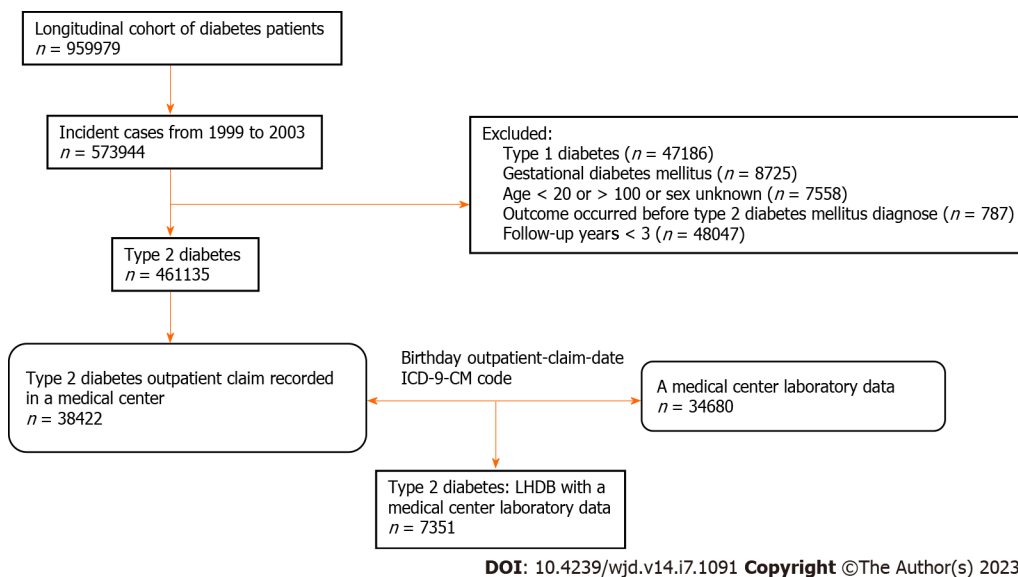 Longitudinal cohort of diabetes patients
n = 959979
Incident cases from 1999 to 2003
n = 573944
Excluded:
Type 1 diabetes (n = 47186)
Gestational diabetes mellitus (n = 8725)
Age < 20 or > 100 or sex unknown (n = 7558)
Outcome occurred before type 2 diabetes mellitus diagnose (n = 787)
Follow-up years < 3 (n = 48047)
Type 2 diabetes
n = 461135
Type 2 diabetes outpatient claim recorded
in a medical center
n = 38422
Birthday outpatient-claim-date
ICD-9-CM code
A medical center laboratory data
n = 34680
Type 2 diabetes: LHDB with a
medical center laboratory data
n = 7351
DOI: 10.4239/wjd.v14.i7.1091 Copyright ©The Author(s) 2023